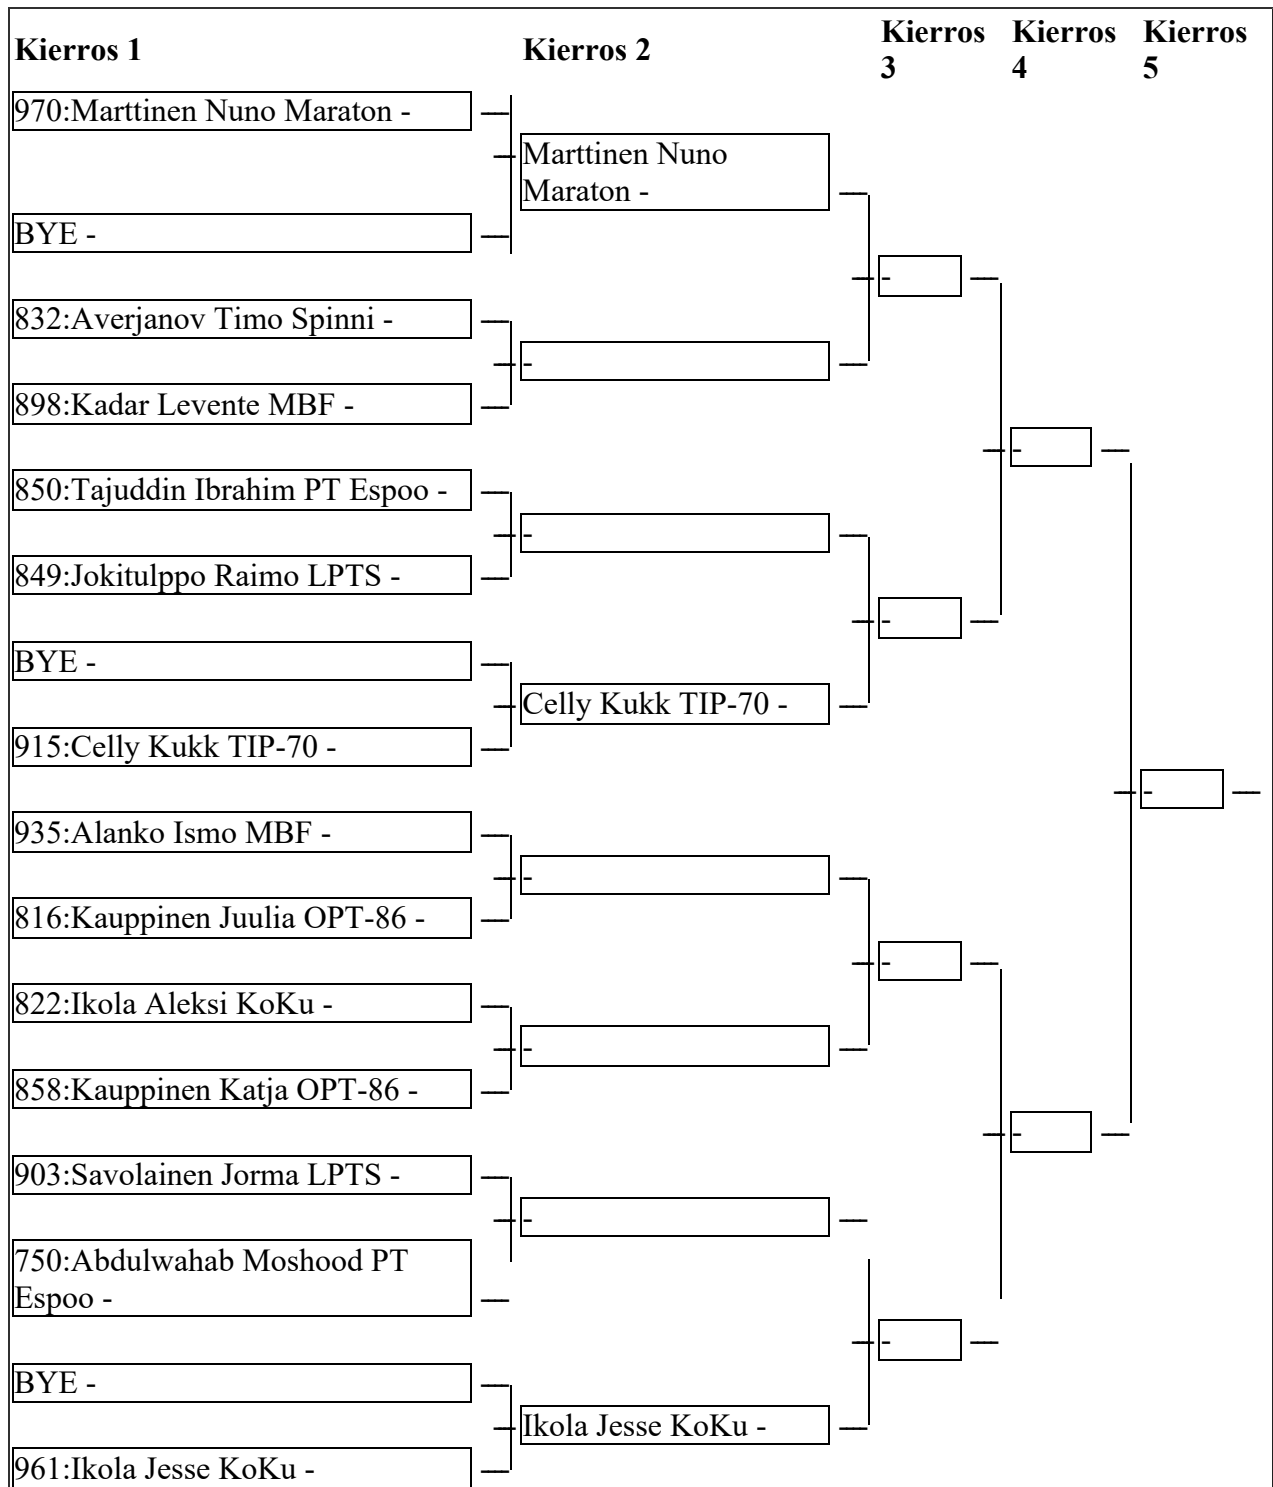 Kierros 1
Kierros 2
Kierros
3
Kierros
4
Kierros
5
970:Marttinen Nuno Maraton -
Marttinen Nuno
Maraton -
BYE -
-
832:Averjanov Timo Spinni -
-
898:Kadar Levente MBF -
-
850:Tajuddin Ibrahim PT Espoo -
-
849:Jokitulppo Raimo LPTS -
-
BYE -
Celly Kukk TIP-70 -
915:Celly Kukk TIP-70 -
-
935:Alanko Ismo MBF -
-
816:Kauppinen Juulia OPT-86 -
-
822:Ikola Aleksi KoKu -
-
858:Kauppinen Katja OPT-86 -
-
903:Savolainen Jorma LPTS -
-
750:Abdulwahab Moshood PT
Espoo -
-
BYE -
Ikola Jesse KoKu -
961:Ikola Jesse KoKu -